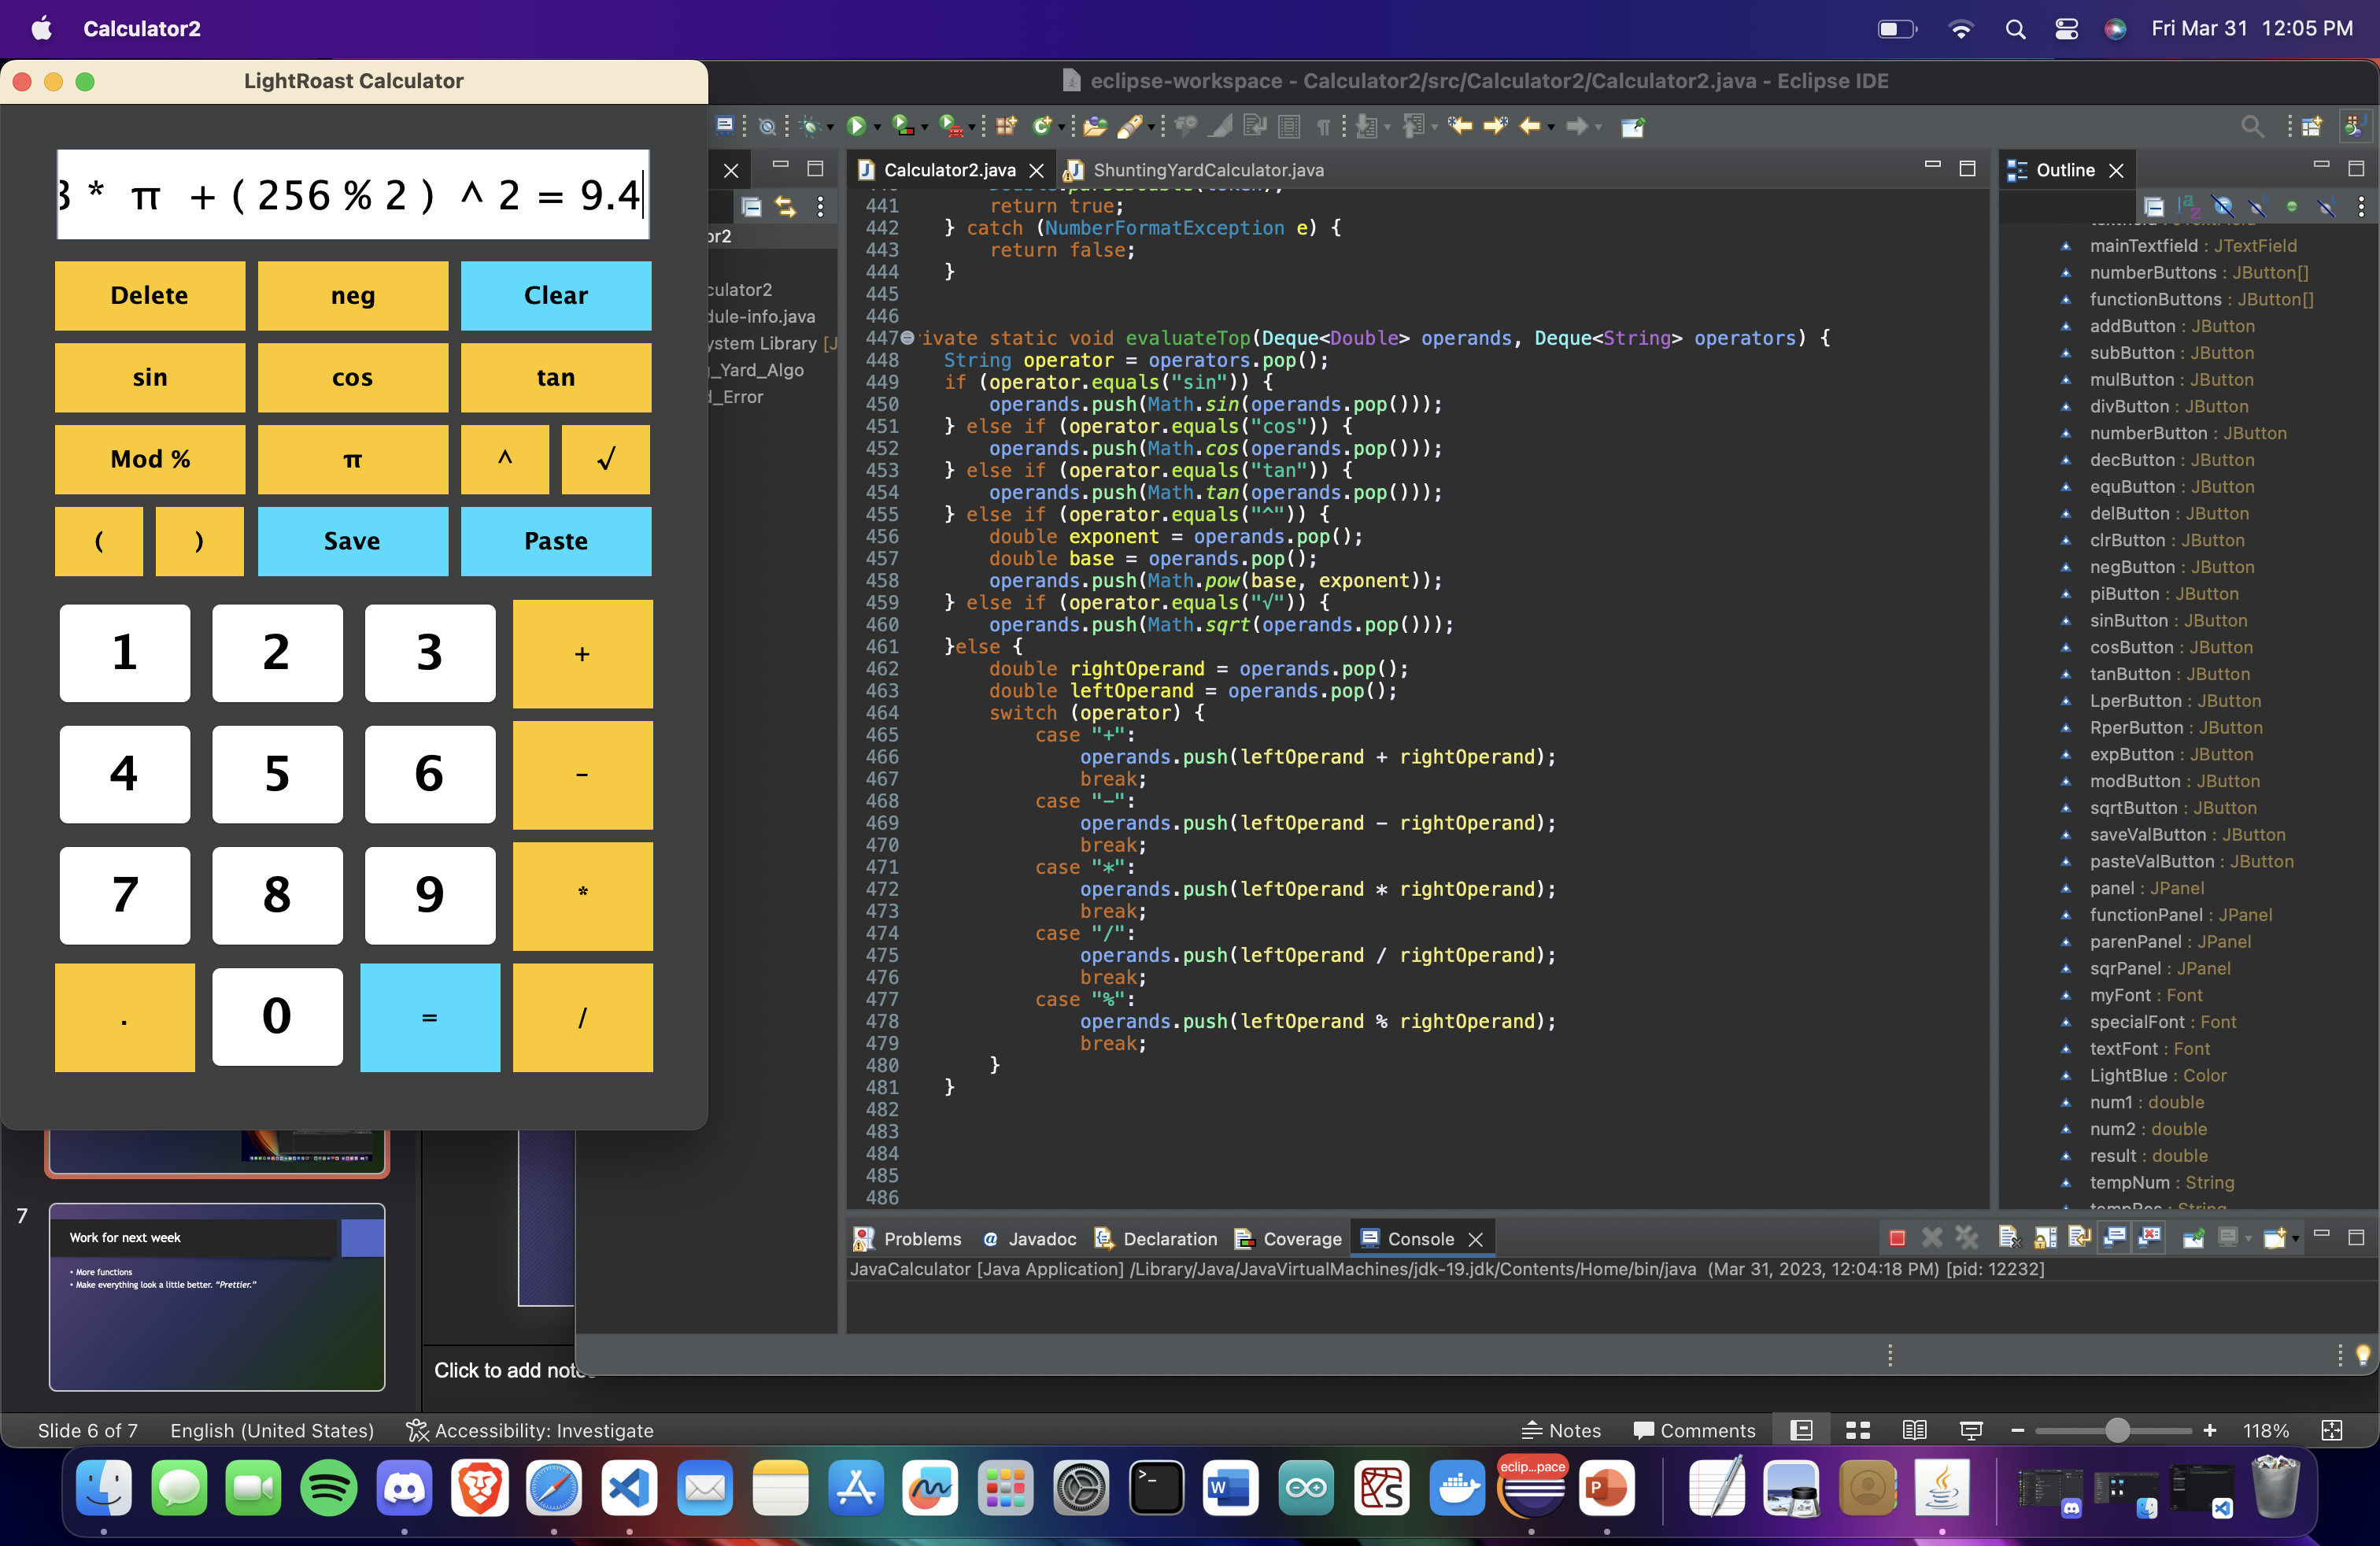 Calculator2
Fri Mar 31 12:05 PM
LightRoast Calculator
3 * π + ( 256 % 2 ) ^ 2 = 9.4
Delete neg Clear
sin cos tan
Mod % π ^ √
( ) Save Paste
1 2 3 +
4 5 6 -
7 8 9 *
. 0 = /
eclipse-workspace - Calculator2/src/Calculator2/Calculator2.java - Eclipse IDE
or2
culator2
dule-info.java
ystem Library [J
g_Yard_Algo
d_Error
Calculator2.java
ShuntingYardCalculator.java
441 return true;
442 } catch (NumberFormatException e) {
443 return false;
444 }
445
446
447 ivate static void evaluateTop(Deque<Double> operands, Deque<String> operators) {
448 String operator = operators.pop();
449 if (operator.equals("sin")) {
450 operands.push(Math.sin(operands.pop()));
451 } else if (operator.equals("cos")) {
452 operands.push(Math.cos(operands.pop()));
453 } else if (operator.equals("tan")) {
454 operands.push(Math.tan(operands.pop()));
455 } else if (operator.equals("^")) {
456 double exponent = operands.pop();
457 double base = operands.pop();
458 operands.push(Math.pow(base, exponent));
459 } else if (operator.equals("√")) {
460 operands.push(Math.sqrt(operands.pop()));
461 }else {
462 double rightOperand = operands.pop();
463 double leftOperand = operands.pop();
464 switch (operator) {
465 case "+":
466 operands.push(leftOperand + rightOperand);
467 break;
468 case "-":
469 operands.push(leftOperand - rightOperand);
470 break;
471 case "*":
472 operands.push(leftOperand * rightOperand);
473 break;
474 case "/":
475 operands.push(leftOperand / rightOperand);
476 break;
477 case "%":
478 operands.push(leftOperand % rightOperand);
479 break;
480 }
481 }
482
483
484
485
486
Outline
mainTextfield : JTextField
numberButtons : JButton[]
functionButtons : JButton[]
addButton : JButton
subButton : JButton
mulButton : JButton
divButton : JButton
numberButton : JButton
decButton : JButton
equButton : JButton
delButton : JButton
clrButton : JButton
negButton : JButton
piButton : JButton
sinButton : JButton
cosButton : JButton
tanButton : JButton
LperButton : JButton
RperButton : JButton
expButton : JButton
modButton : JButton
sqrtButton : JButton
saveValButton : JButton
pasteValButton : JButton
panel : JPanel
functionPanel : JPanel
parenPanel : JPanel
sqrPanel : JPanel
myFont : Font
specialFont : Font
textFont : Font
LightBlue : Color
num1 : double
num2 : double
result : double
tempNum : String
Problems Javadoc Declaration Coverage Console
JavaCalculator [Java Application] /Library/Java/JavaVirtualMachines/jdk-19.jdk/Contents/Home/bin/java (Mar 31, 2023, 12:04:18 PM) [pid: 12232]
7
Work for next week
• More functions
• Make everything look a little better. "Prettier."
Click to add note
Slide 6 of 7 English (United States) Accessibility: Investigate
Notes Comments 118%
eclip...pace